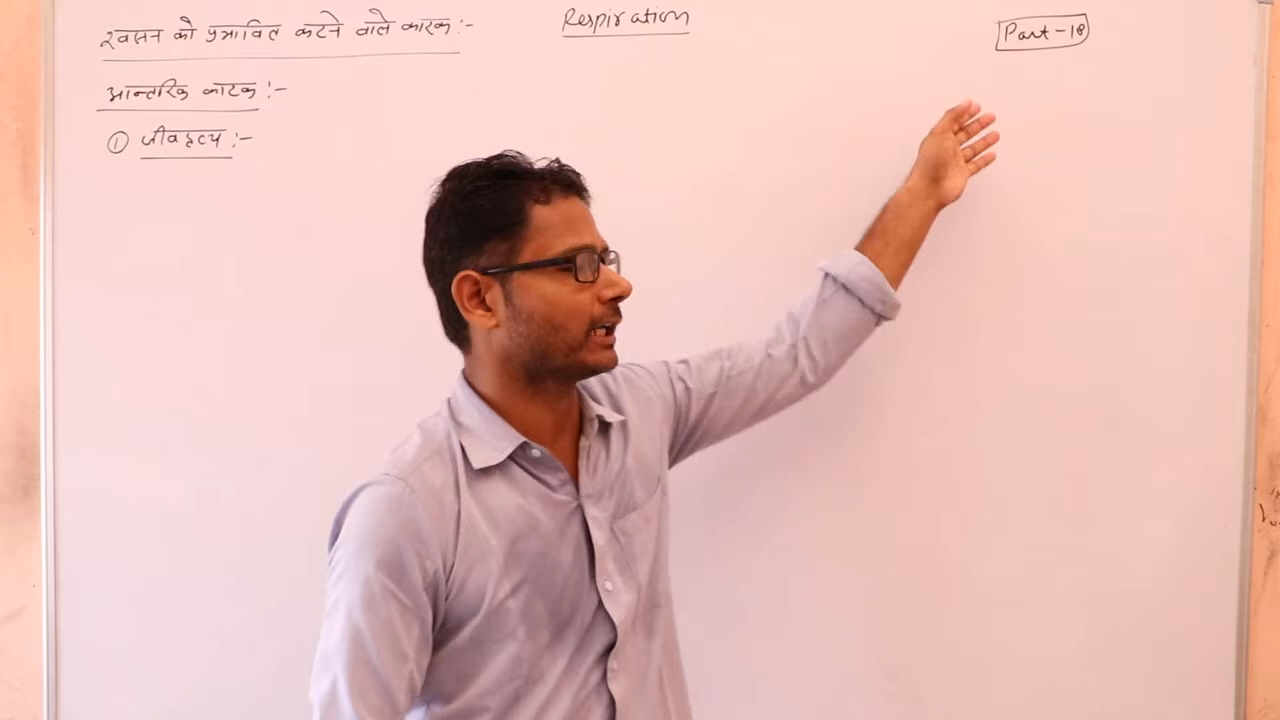 श्वसन को प्रभावित करने वाले कारक:-
Respiration
Part-18
आन्तरिक कारक:-
① जीवद्रव्य:-